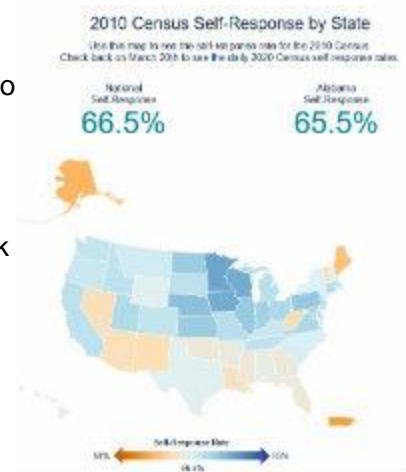 2010 Census Self-Response by State
Use this map to see the self-response rate for the 2010 Census
Check back on March 20th to see the daily 2020 Census self response rates
o
National
Self-Response
66.5%
Alabama
Self-Response
65.5%
k
Self-Response Rate